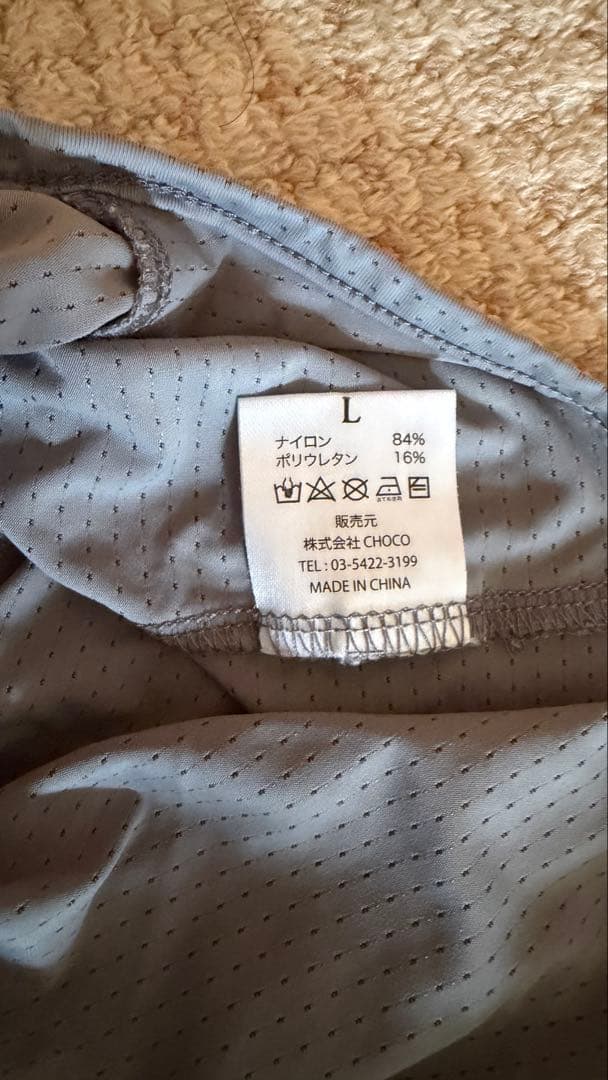 L
ナイロン 84%
ポリウレタン 16%
販売元
株式会社 CHOCO
TEL : 03-5422-3199
MADE IN CHINA